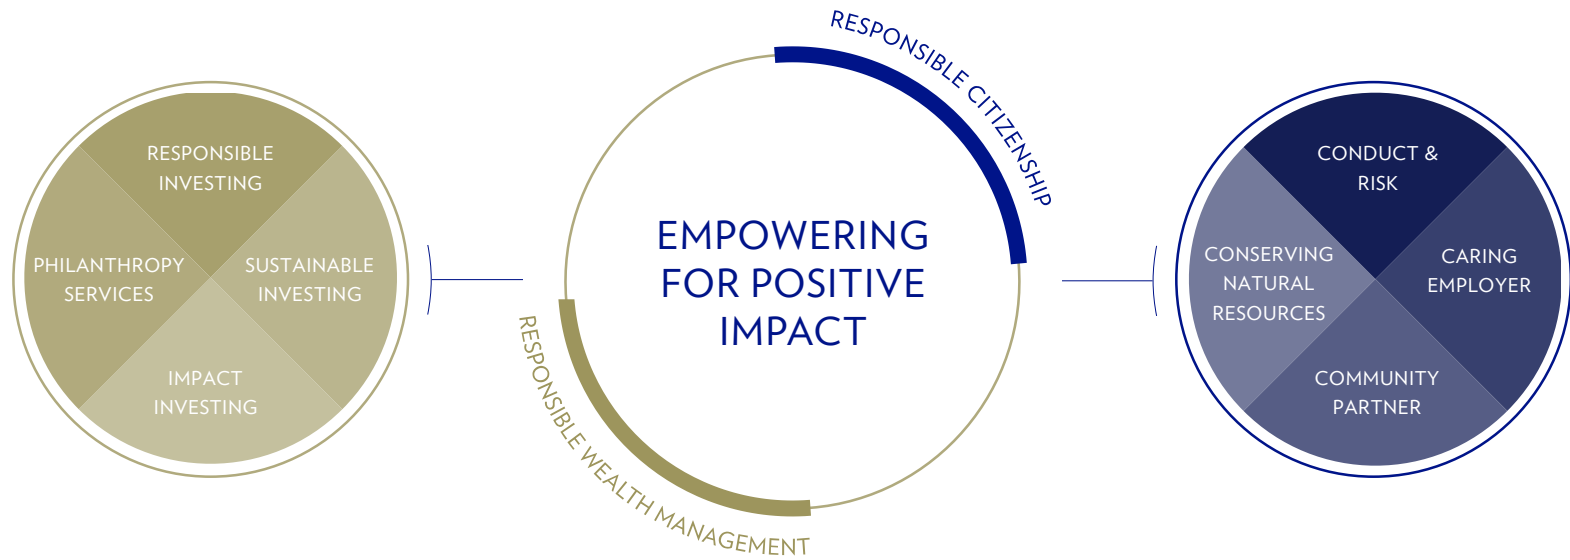 RESPONSIBLE
INVESTING
PHILANTHROPY
SERVICES
SUSTAINABLE
INVESTING
IMPACT
INVESTING
RESPONSIBLE CITIZENSHIP
EMPOWERING
FOR POSITIVE
IMPACT
RESPONSIBLE WEALTH MANAGEMENT
CONDUCT &
RISK
CONSERVING
NATURAL
RESOURCES
CARING
EMPLOYER
COMMUNITY
PARTNER